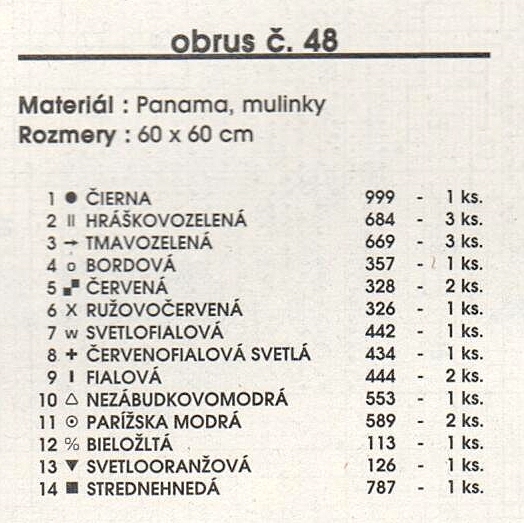 obrus č. 48
Materiál : Panama, mulinky
Rozmery : 60 x 60 cm
1 ● ČIERNA 999 - 1 ks.
2 II HRÁŠKOVOZELENÁ 684 - 3 ks.
3 → TMAVOZELENÁ 669 - 3 ks.
4 o BORDOVÁ 357 - 1 ks.
5 ▞ ČERVENÁ 328 - 2 ks.
6 X RUŽOVOČERVENÁ 326 - 1 ks.
7 w SVETLOFIALOVÁ 442 - 1 ks.
8 + ČERVENOFIALOVÁ SVETLÁ 434 - 1 ks.
9 I FIALOVÁ 444 - 2 ks.
10 △ NEZÁBUDKOVOMODRÁ 553 - 1 ks.
11 ⊙ PARÍŽSKA MODRÁ 589 - 2 ks.
12 % BIELOŽLTÁ 113 - 1 ks.
13 ▼ SVETLOORANŽOVÁ 126 - 1 ks.
14 ■ STREDNEHNEDÁ 787 - 1 ks.